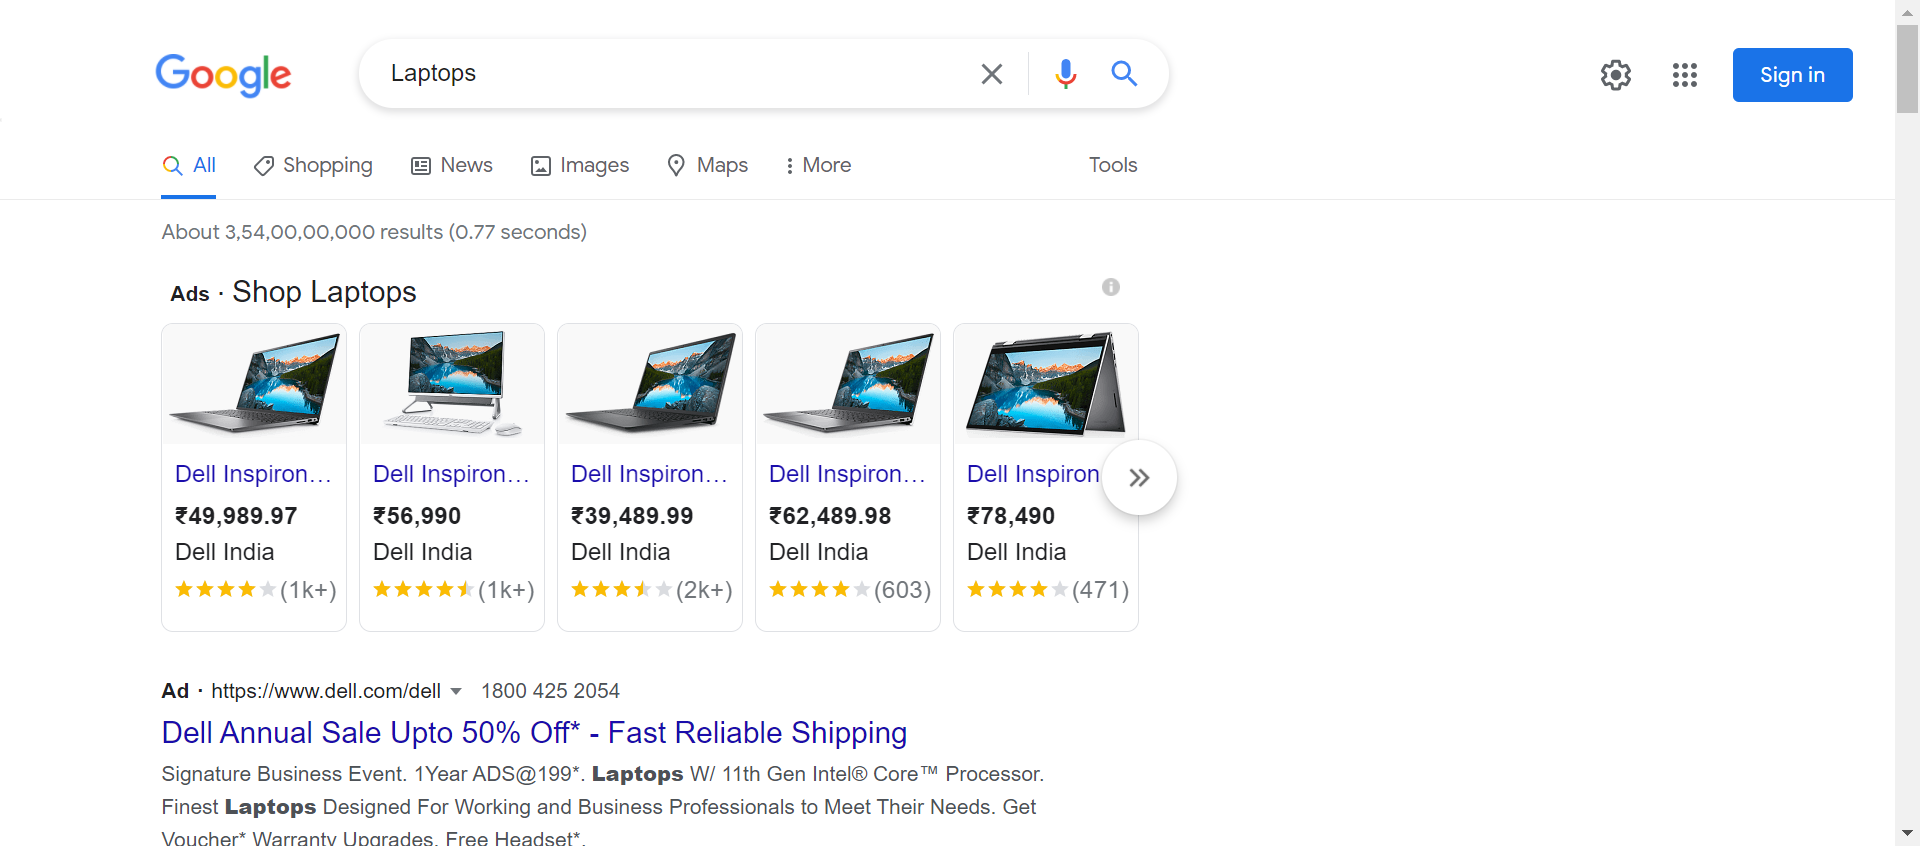 Google
Laptops
Sign in
All Shopping News Images Maps More Tools
About 3,54,00,00,000 results (0.77 seconds)
Ads · Shop Laptops
Dell Inspiron... Dell Inspiron... Dell Inspiron... Dell Inspiron... Dell Inspiron
₹49,989.97 ₹56,990 ₹39,489.99 ₹62,489.98 ₹78,490
Dell India Dell India Dell India Dell India Dell India
(1k+) (1k+) (2k+) (603) (471)
Ad · https://www.dell.com/dell 1800 425 2054
Dell Annual Sale Upto 50% Off* - Fast Reliable Shipping
Signature Business Event. 1Year ADS@199*. Laptops W/ 11th Gen Intel® Core™ Processor.
Finest Laptops Designed For Working and Business Professionals to Meet Their Needs. Get
Voucher* Warranty Upgrades. Free Headset*.